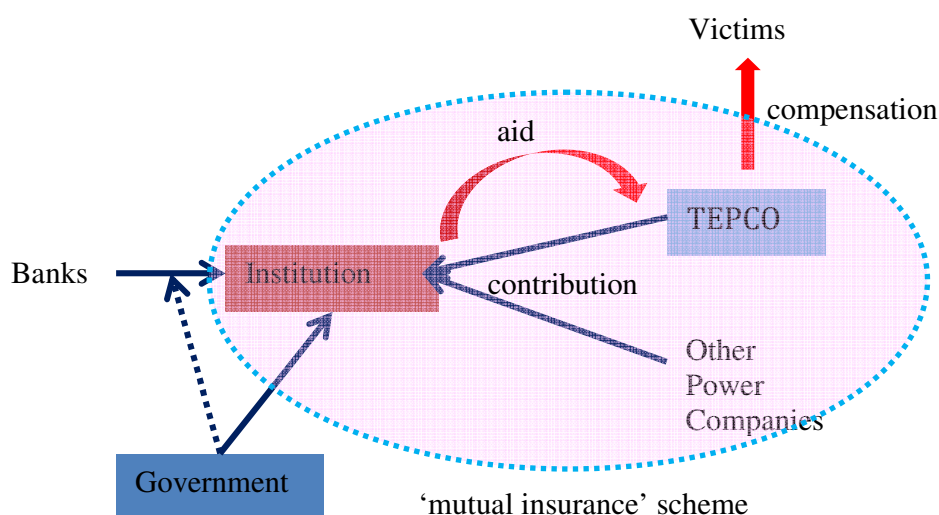 Victims
compensation
aid
TEPCO
Banks
Institution
contribution
Other
Power
Companies
Government
‘mutual insurance’ scheme